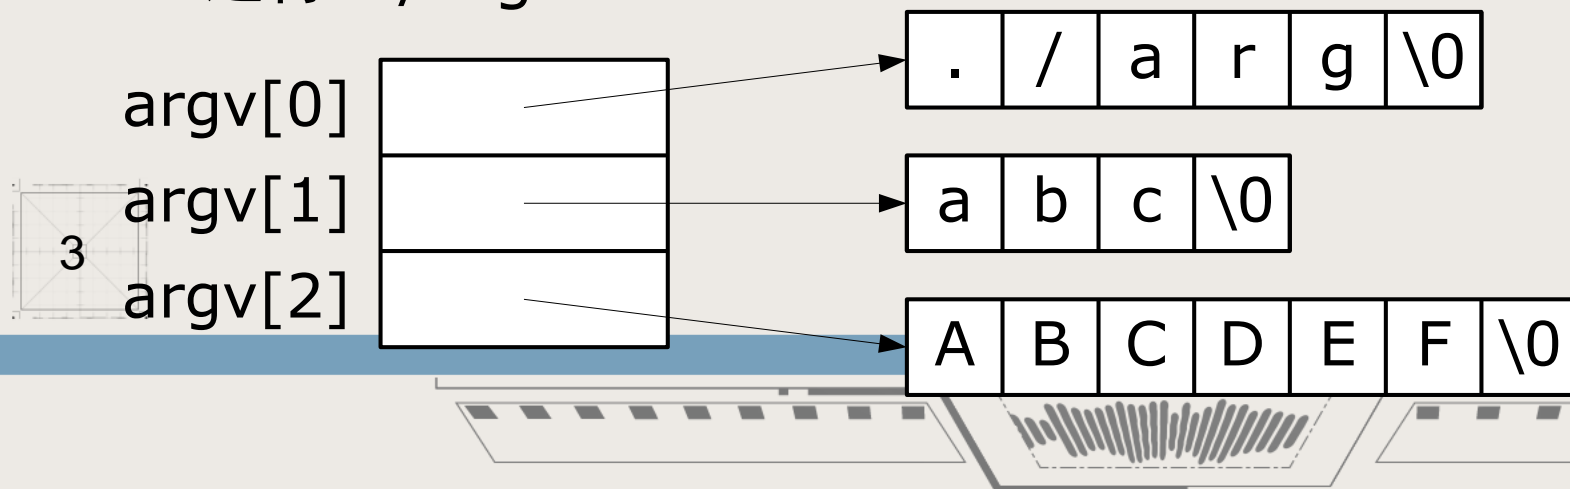 argv[0]
. / a r g \0
argv[1]
a b c \0
3
argv[2]
A B C D E F \0